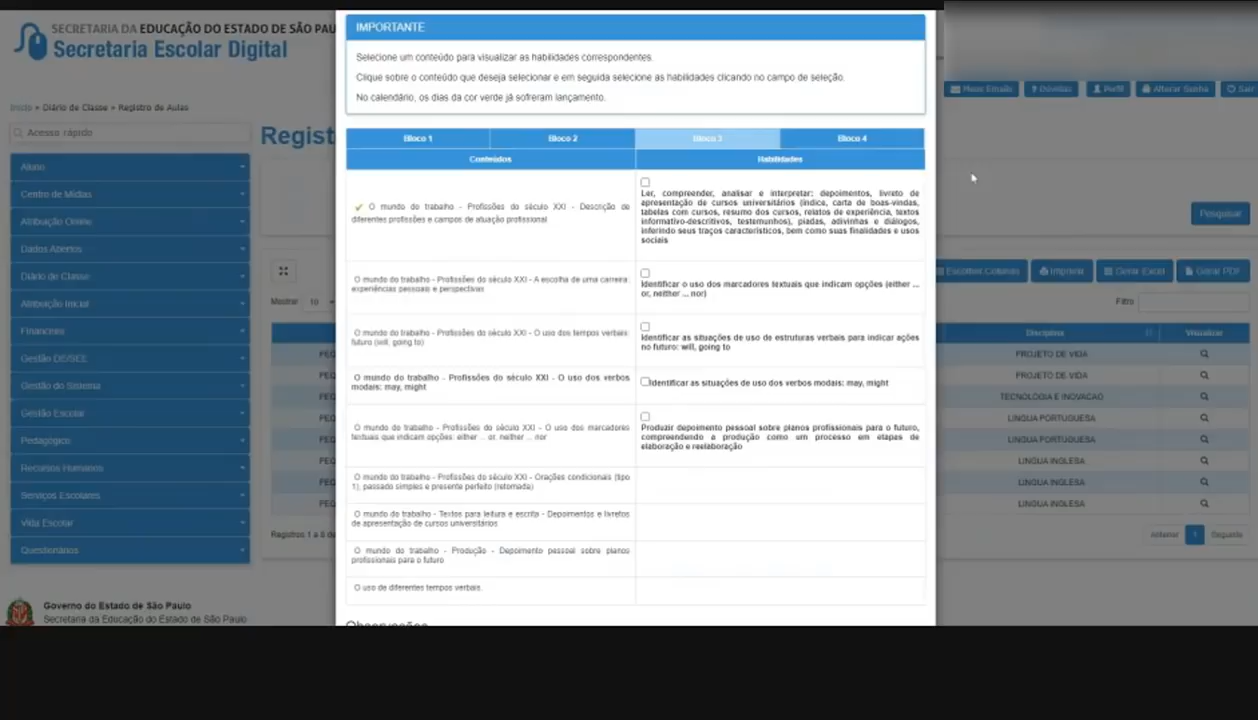 SECRETARIA DA EDUCAÇÃO DO ESTADO DE SÃO PAU
Secretaria Escolar Digital
Meus Emails
? Dúvidas
Perfil
Alterar Senha
Sair
Início » Diário de Classe » Registro de Aulas
Acesso rápido
Regist
Aluno
Centro de Mídias
Atribuição Online
Dados Abertos
Diário de Classe
Atribuição Inicial
Financeiro
Gestão DE/SEE
Gestão do Sistema
Gestão Escolar
Pedagógico
Recursos Humanos
Serviços Escolares
Vida Escolar
Questionários
Governo do Estado de São Paulo
Secretaria da Educação do Estado de São Paulo
Mostrar 10
Registros 1 a 8 de
IMPORTANTE
Selecione um conteúdo para visualizar as habilidades correspondentes.
Clique sobre o conteúdo que deseja selecionar e em seguida selecione as habilidades clicando no campo de seleção.
No calendário, os dias da cor verde já sofreram lançamento.
Bloco 1 Bloco 2 Bloco 3 Bloco 4
Conteúdos Habilidades
O mundo do trabalho - Profissões do século XXI - Descrição de
diferentes profissões e campos de atuação profissional
Ler, compreender, analisar e interpretar: depoimentos, livreto de
apresentação de cursos universitários (índice, carta de boas-vindas,
tabelas com cursos, resumo dos cursos, relatos de experiência, textos
informativo-descritivos, testemunhos), piadas, adivinhas e diálogos,
inferindo seus traços característicos, bem como suas finalidades e usos
sociais
O mundo do trabalho - Profissões do século XXI - A escolha de uma carreira:
experiências pessoais e perspectivas
Identificar o uso dos marcadores textuais que indicam opções (either ...
or, neither ... nor)
O mundo do trabalho - Profissões do século XXI - O uso dos tempos verbais:
futuro (will, going to)
Identificar as situações de uso de estruturas verbais para indicar ações
no futuro: will, going to
O mundo do trabalho - Profissões do século XXI - O uso dos verbos
modais: may, might
Identificar as situações de uso dos verbos modais: may, might
O mundo do trabalho - Profissões do século XXI - O uso dos marcadores
textuais que indicam opções: either ... or, neither ... nor
Produzir depoimento pessoal sobre planos profissionais para o futuro,
compreendendo a produção como um processo em etapas de
elaboração e reelaboração
O mundo do trabalho - Profissões do século XXI - Orações condicionais (tipo
1), passado simples e presente perfeito (retomada)
O mundo do trabalho - Textos para leitura e escrita - Depoimentos e livretos
de apresentação de cursos universitários
O mundo do trabalho - Produção - Depoimento pessoal sobre planos
profissionais para o futuro
O uso de diferentes tempos verbais.
Observações
Pesquisar
Escolher Colunas
Imprimir
Gerar Excel
Gerar PDF
Filtro
Disciplina Visualizar
PROJETO DE VIDA
PROJETO DE VIDA
TECNOLOGIA E INOVACAO
LINGUA PORTUGUESA
LINGUA PORTUGUESA
LINGUA INGLESA
LINGUA INGLESA
LINGUA INGLESA
Anterior 1 Seguinte